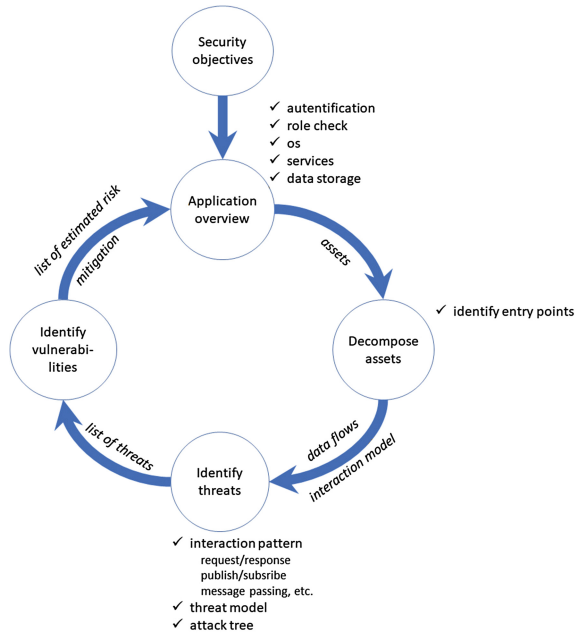 Security
objectives
✓ autentification
✓ role check
✓ os
✓ services
✓ data storage
Application
overview
list of estimated risk
mitigation
assets
✓ identify entry points
Identify
vulnerabi-
lities
Decompose
assets
list of threats
data flows
interaction model
Identify
threats
✓ interaction pattern
request/response
publish/subsribe
message passing, etc.
✓ threat model
✓ attack tree